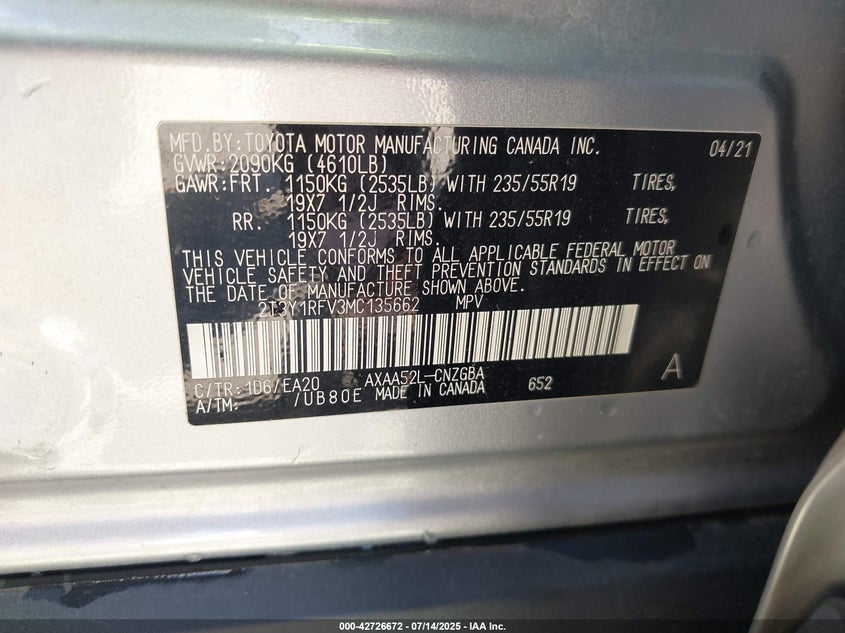 MFD.BY:TOYOTA MOTOR MANUFACTURING CANADA INC. 04/21
GVWR:2090KG (4610LB)
GAWR:FRT. 1150KG (2535LB) WITH 235/55R19 TIRES,
19X7 1/2J RIMS.
RR. 1150KG (2535LB) WITH 235/55R19 TIRES,
19X7 1/2J RIMS.
THIS VEHICLE CONFORMS TO ALL APPLICABLE FEDERAL MOTOR
VEHICLE SAFETY AND THEFT PREVENTION STANDARDS IN EFFECT ON
THE DATE OF MANUFACTURE SHOWN ABOVE.
2T3Y1RFV3MC135662 MPV
C/TR:1D6/EA20 AXAA52L-CNZGBA 652 A
A/TM: /UB80E MADE IN CANADA
000-42726672 / 07/14/2025 - IAA Inc.